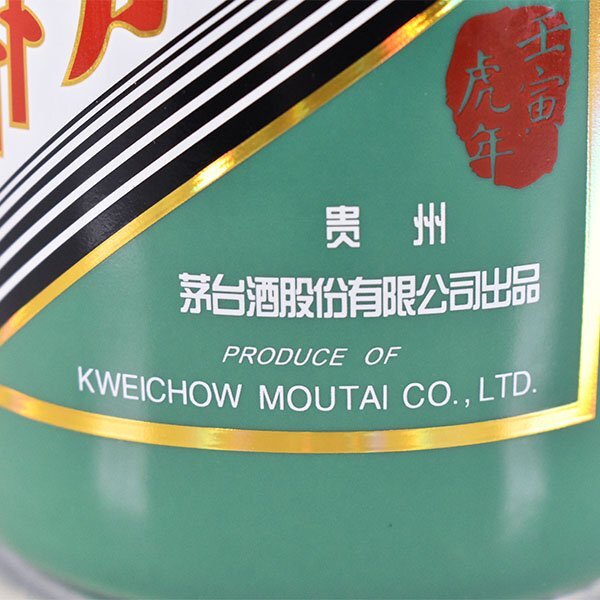 壬寅
虎年
贵州
茅台酒股份有限公司出品
PRODUCE OF
KWEICHOW MOUTAI CO., LTD.